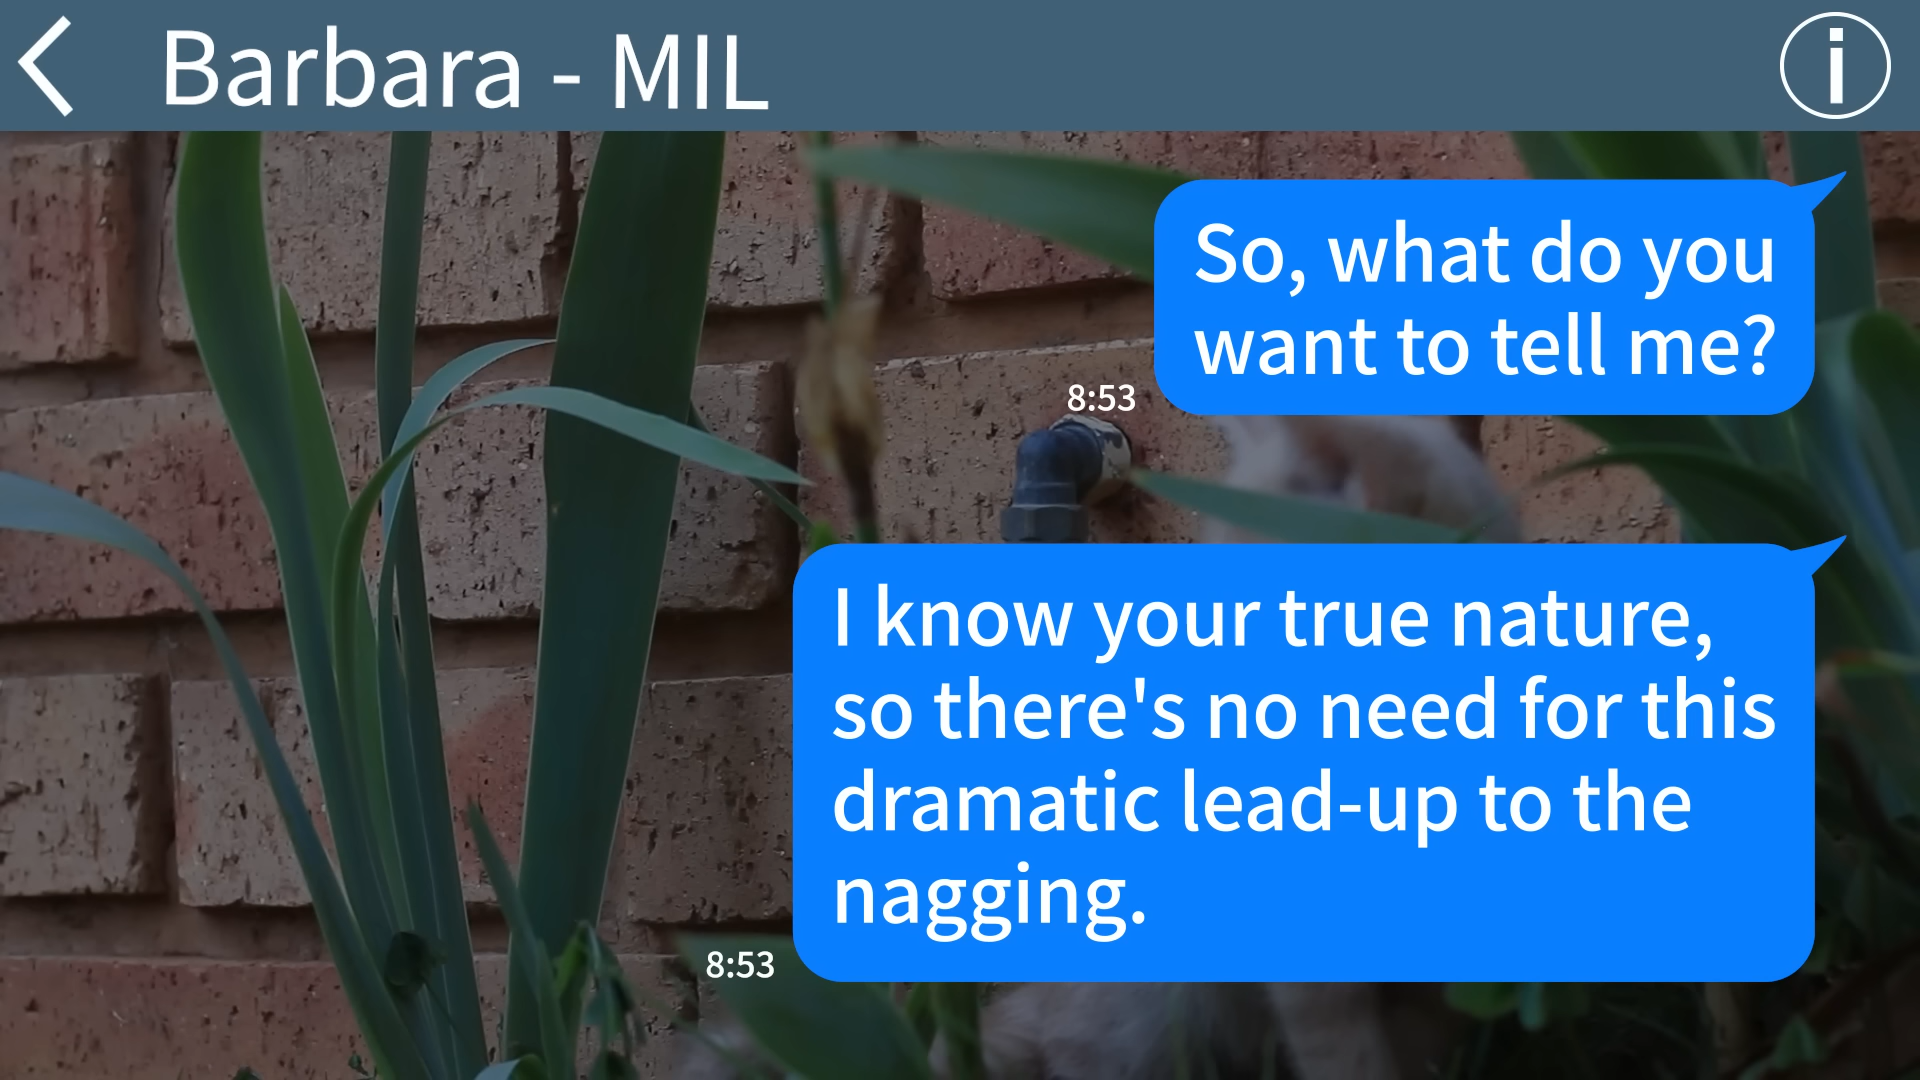 Barbara - MIL
So, what do you
want to tell me?
8:53
I know your true nature,
so there's no need for this
dramatic lead-up to the
nagging.
8:53